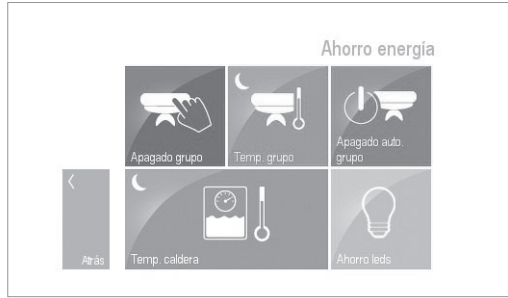 Ahorro energía
Apagado grupo
Temp. grupo
Apagado auto.
grupo
Atrás
Temp. caldera
Ahorro leds